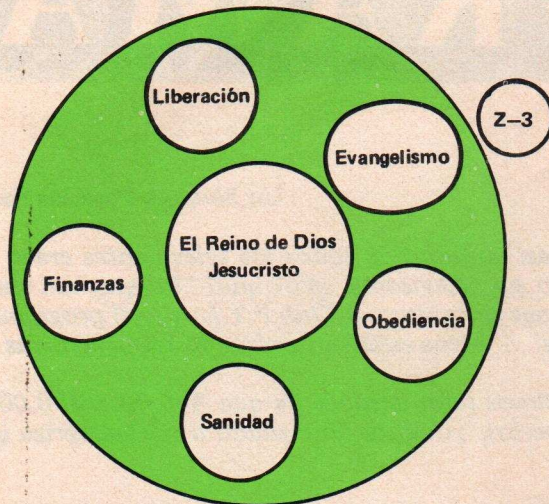 Liberación
Z–3
Evangelismo
El Reino de Dios
Jesucristo
Finanzas
Obediencia
Sanidad